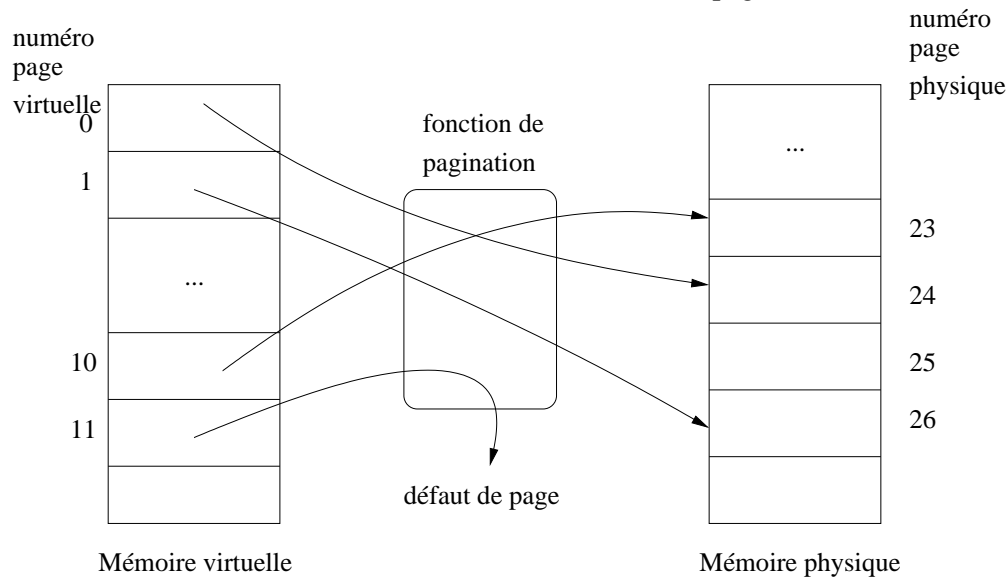 numéro
page
virtuelle
0
1
...
10
11
Mémoire virtuelle
fonction de
pagination
défaut de page
numéro
page
physique
...
23
24
25
26
Mémoire physique